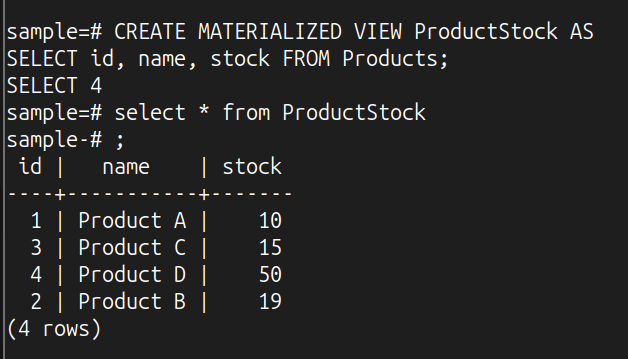 sample=# CREATE MATERIALIZED VIEW ProductStock AS
SELECT id, name, stock FROM Products;
SELECT 4
sample=# select * from ProductStock
sample-# ;
 id |   name    | stock
----+-----------+-------
  1 | Product A |    10
  3 | Product C |    15
  4 | Product D |    50
  2 | Product B |    19
(4 rows)